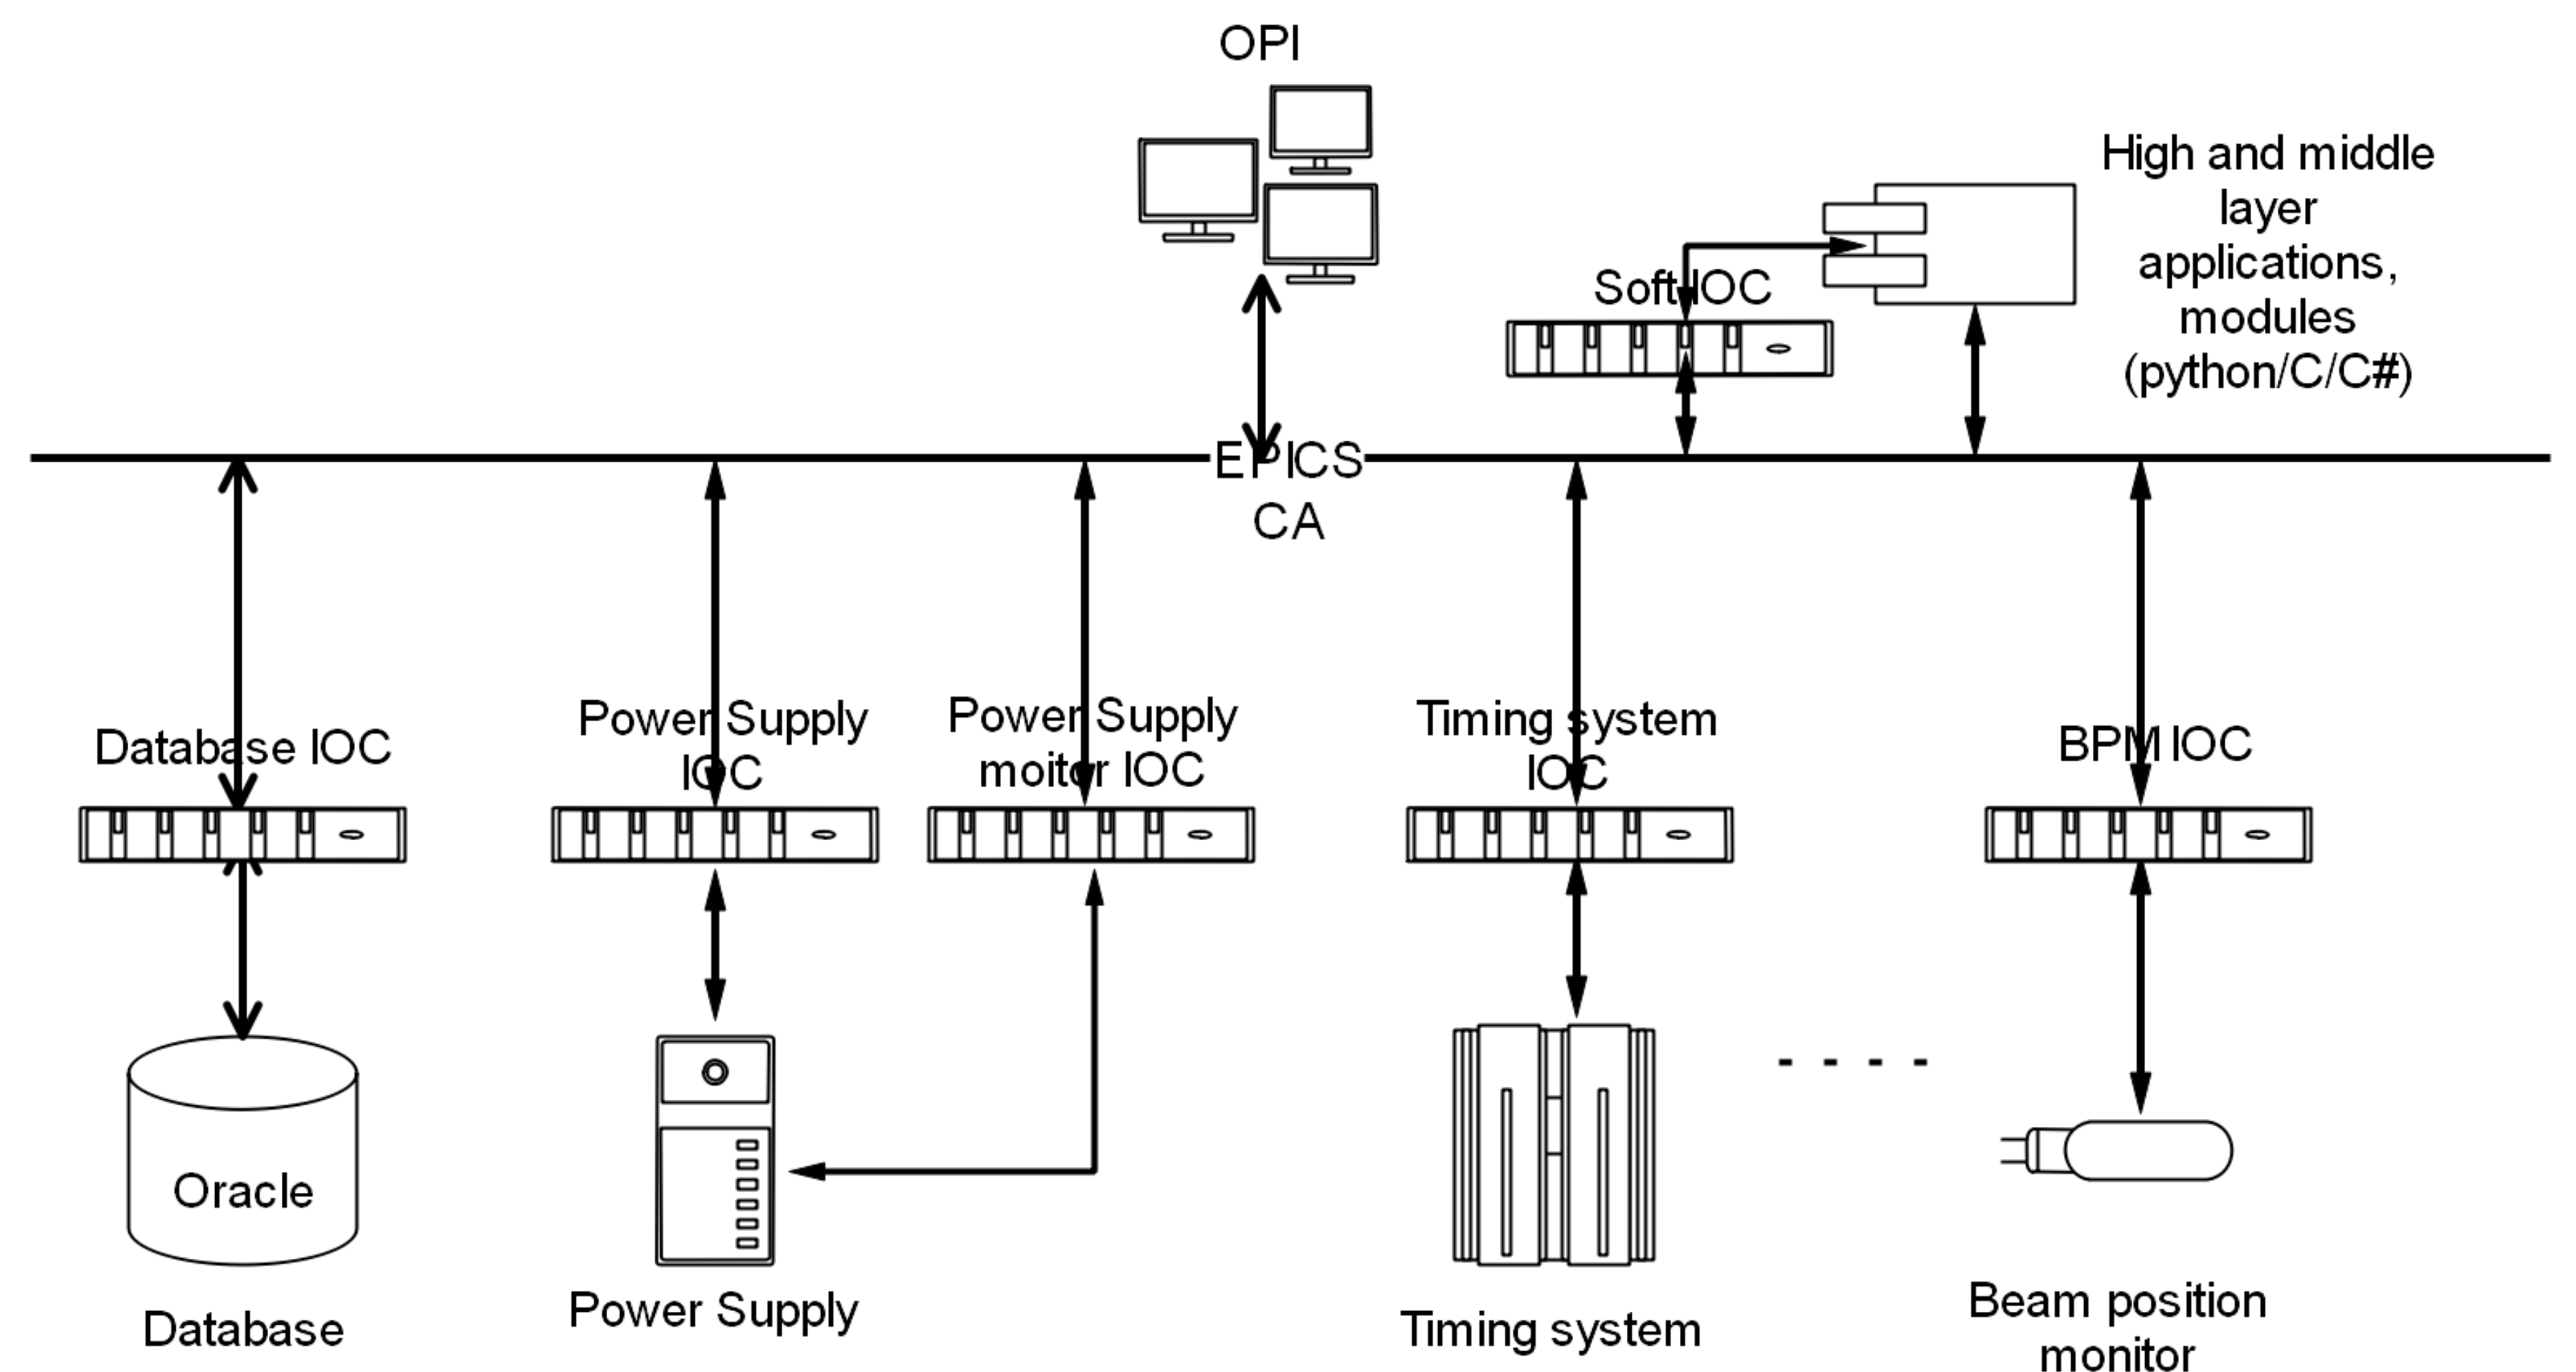 OPI
High and middle
layer
applications,
modules
(python/C/C#)
Soft IOC
EPICS
CA
Database IOC
Power Supply
IOC
Power Supply
moitor IOC
Timing system
IOC
BPM IOC
Oracle
Database
Power Supply
Timing system
Beam position
monitor